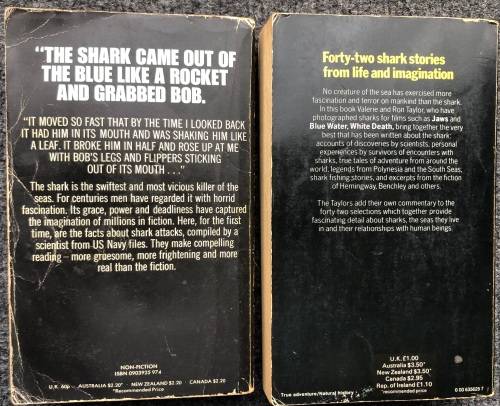 “THE SHARK CAME OUT OF
THE BLUE LIKE A ROCKET
AND GRABBED BOB.
“IT MOVED SO FAST THAT BY THE TIME I LOOKED BACK
IT HAD HIM IN ITS MOUTH AND WAS SHAKING HIM LIKE
A LEAF. IT BROKE HIM IN HALF AND ROSE UP AT ME
WITH BOB'S LEGS AND FLIPPERS STICKING
OUT OF ITS MOUTH . . .”
The shark is the swiftest and most vicious killer of the
seas. For centuries men have regarded it with horrid
fascination. Its grace, power and deadliness have captured
the imagination of millions in fiction. Here, for the first
time, are the facts about shark attacks, compiled by a
scientist from US Navy files. They make compelling
reading – more gruesome, more frightening and more
real than the fiction.
NON-FICTION
ISBN 0903935 974
U.K. 60p AUSTRALIA $2.20* NEW ZEALAND $2.20 CANADA $2.20
*Recommended Price
Forty-two shark stories
from life and imagination
No creature of the sea has exercised more
fascination and terror on mankind than the shark.
In this book Valerie and Ron Taylor, who have
photographed sharks for films such as Jaws and
Blue Water, White Death, bring together the very
best that has been written about the shark:
accounts of discoveries by scientists, personal
experiences by survivors of encounters with
sharks, true tales of adventure from around the
world, legends from Polynesia and the South Seas,
shark fishing stories, and excerpts from the fiction
of Hemingway, Benchley and others.
The Taylors add their own commentary to the
forty two selections which together provide
fascinating detail about sharks, the seas they live
in and their relationships with human beings
U.K. £1.00
Australia $3.50*
New Zealand $3.50*
Canada $2.95
Rep. of Ireland £1.10
*Recommended Price
True adventure/Natural history
0 00 635625 7